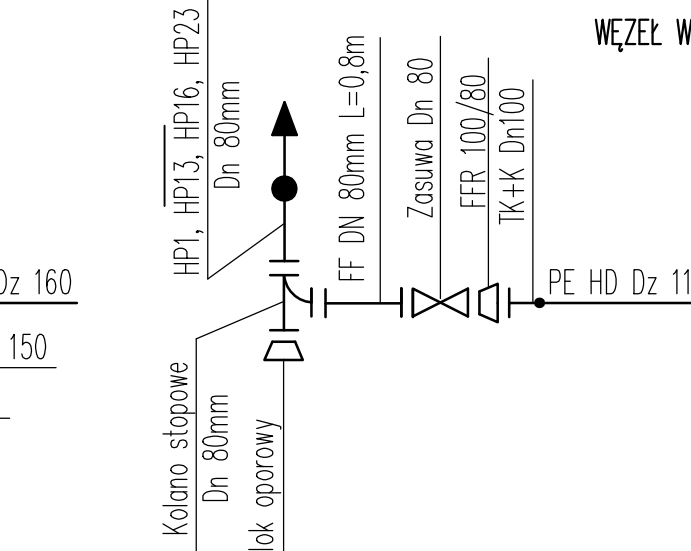 WĘZEŁ W
HP1, HP13, HP16, HP23
Dn 80mm
FF DN 80mm L=0,8m
Zasuwa Dn 80
FFR 100/80
TK+K Dn100
Dz 160
PE HD Dz 11
150
Kolano stopowe
Dn 80mm
lok oporowy